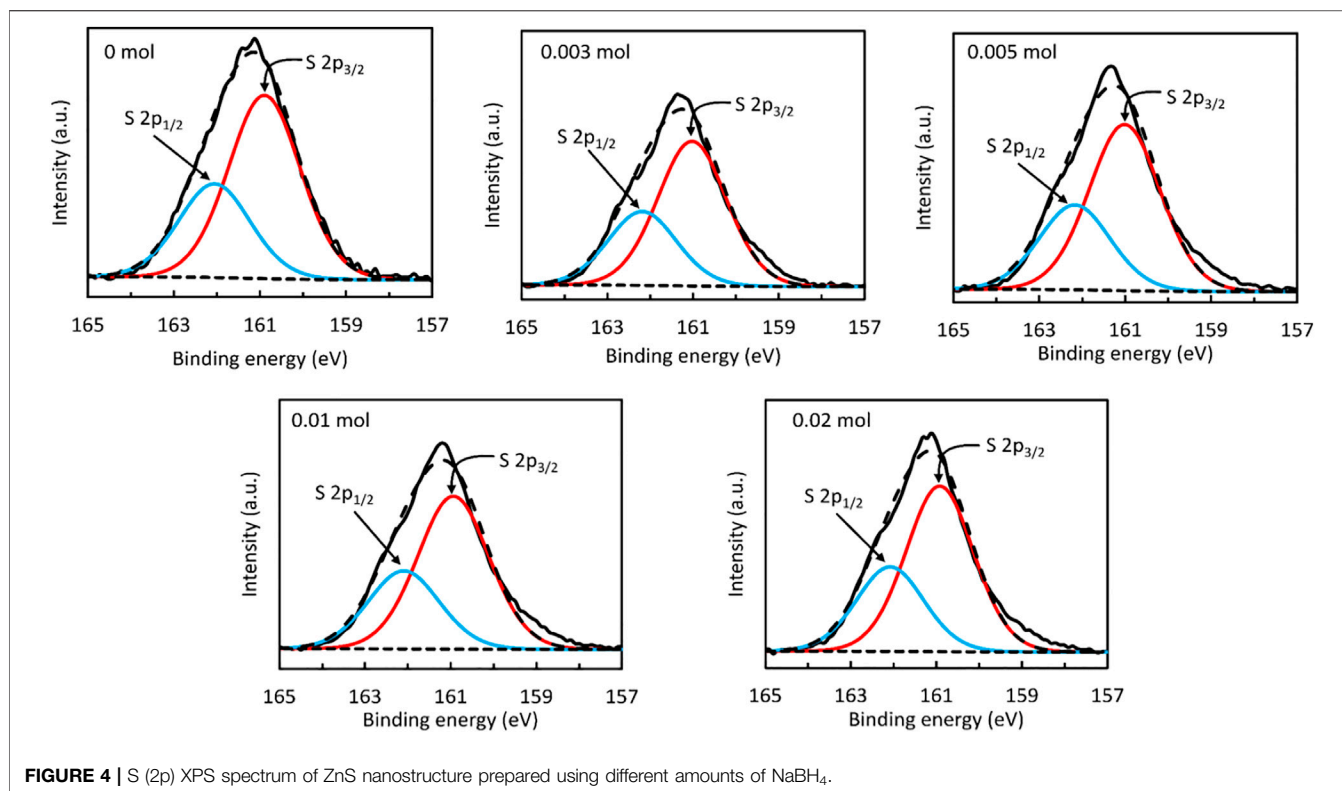 0 mol
S 2p3/2
S 2p1/2
Intensity (a.u.)
165 163 161 159 157
Binding energy (eV)
0.003 mol
S 2p3/2
S 2p1/2
Intensity (a.u.)
165 163 161 159 157
Binding energy (eV)
0.005 mol
S 2p3/2
S 2p1/2
Intensity (a.u.)
165 163 161 159 157
Binding energy (eV)
0.01 mol
S 2p3/2
S 2p1/2
Intensity (a.u.)
165 163 161 159 157
Binding energy (eV)
0.02 mol
S 2p3/2
S 2p1/2
Intensity (a.u.)
165 163 161 159 157
Binding energy (eV)
FIGURE 4 | S (2p) XPS spectrum of ZnS nanostructure prepared using different amounts of NaBH4.